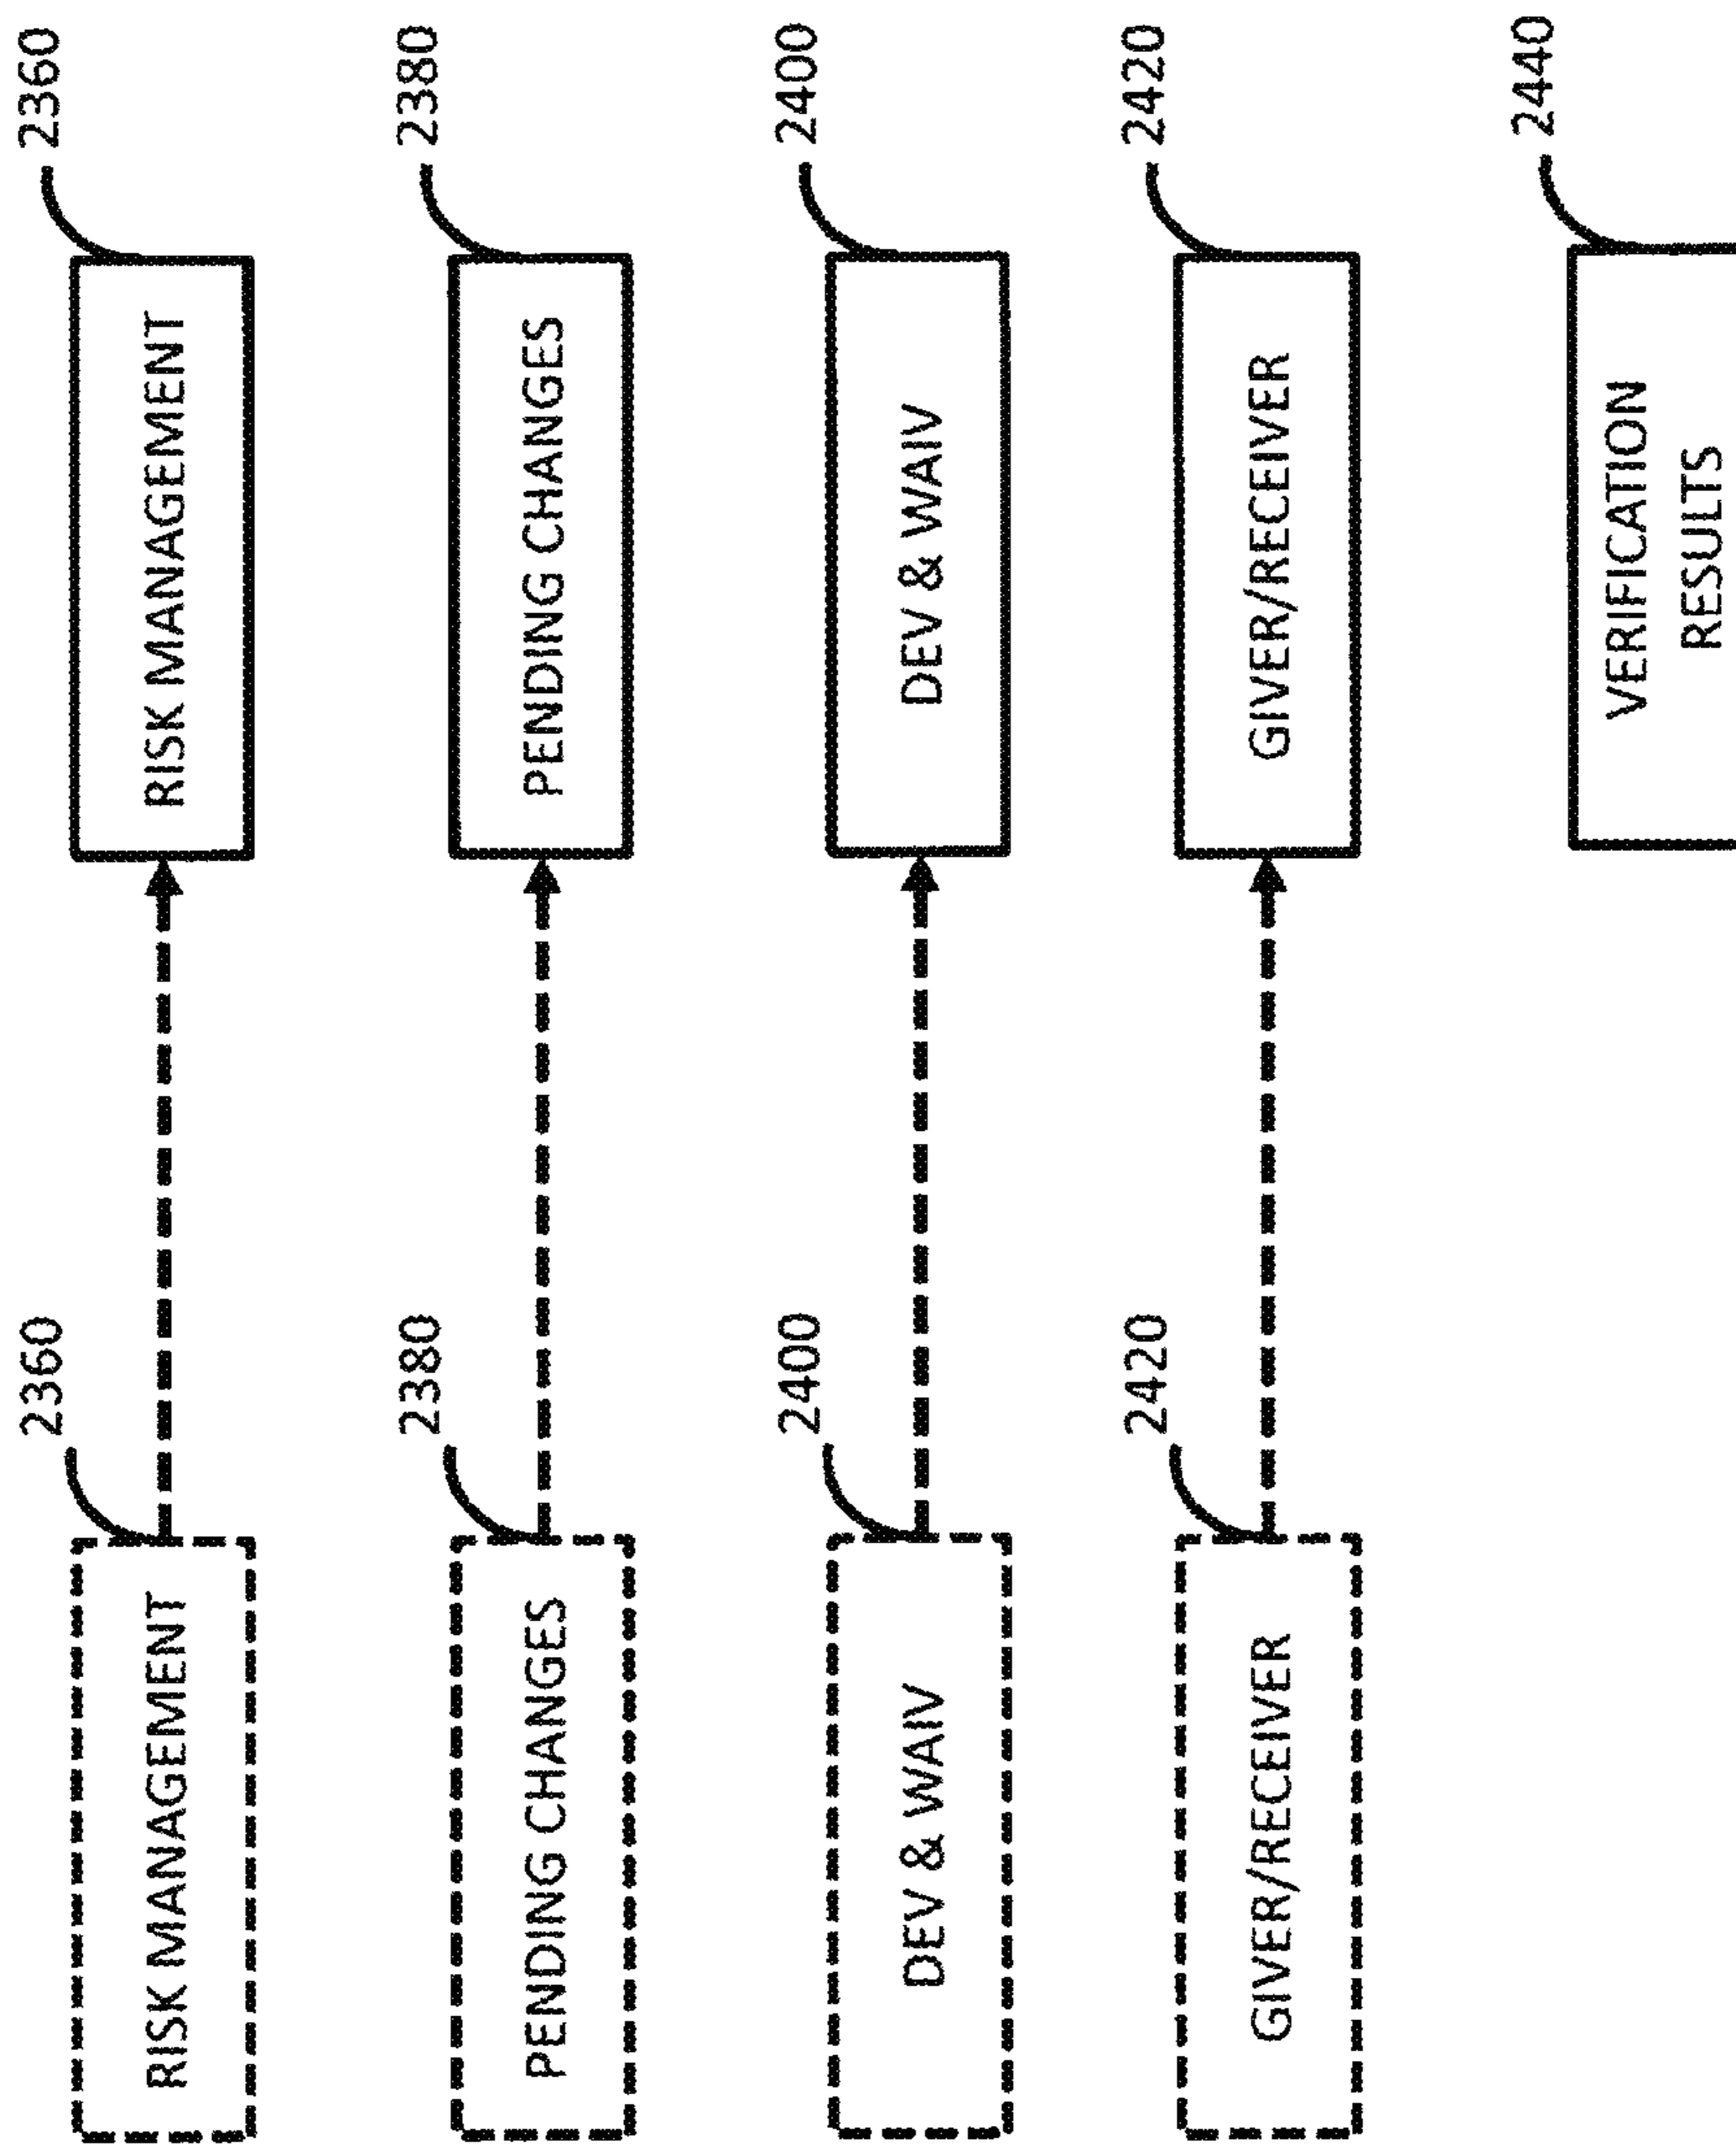 2360
2360
RISK MANAGEMENT
RISK MANAGEMENT
2380
2380
PENDING CHANGES
PENDING CHANGES
2400
2400
DEV & WAIV
DEV & WAIV
2420
2420
GIVER/RECEIVER
GIVER/RECEIVER
2440
VERIFICATION
RESULTS